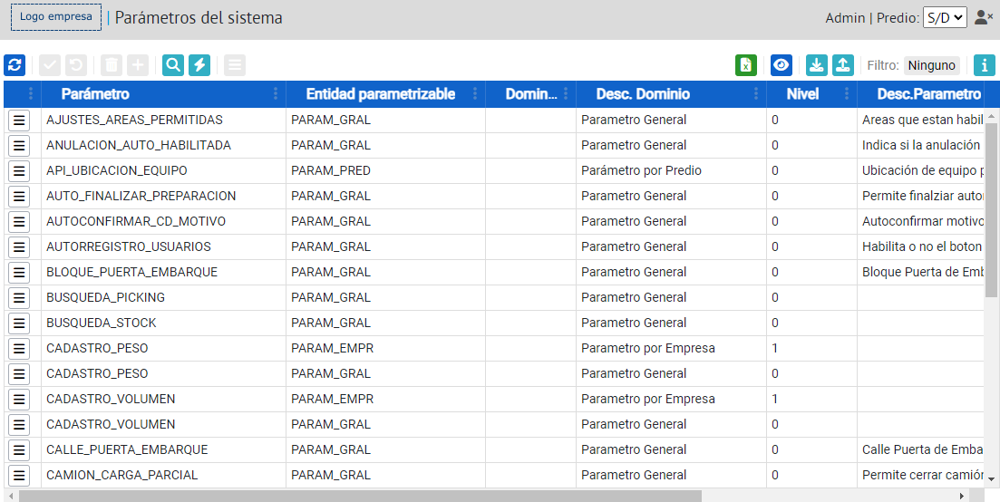 Logo empresa | Parámetros del sistema Admin | Predio: S/D
Filtro: Ninguno
Parámetro Entidad parametrizable Domin... Desc. Dominio Nivel Desc.Parametro
AJUSTES_AREAS_PERMITIDAS PARAM_GRAL Parametro General 0 Areas que estan habil
ANULACION_AUTO_HABILITADA PARAM_GRAL Parametro General 0 Indica si la anulación
API_UBICACION_EQUIPO PARAM_PRED Parámetro por Predio 0 Ubicación de equipo p
AUTO_FINALIZAR_PREPARACION PARAM_GRAL Parametro General 0 Permite finalziar autor
AUTOCONFIRMAR_CD_MOTIVO PARAM_GRAL Parametro General 0 Autoconfirmar motivo
AUTORREGISTRO_USUARIOS PARAM_GRAL Parametro General 0 Habilita o no el boton
BLOQUE_PUERTA_EMBARQUE PARAM_GRAL Parametro General 0 Bloque Puerta de Emb
BUSQUEDA_PICKING PARAM_GRAL Parametro General 0
BUSQUEDA_STOCK PARAM_GRAL Parametro General 0
CADASTRO_PESO PARAM_EMPR Parametro por Empresa 1
CADASTRO_PESO PARAM_GRAL Parametro General 0
CADASTRO_VOLUMEN PARAM_EMPR Parametro por Empresa 1
CADASTRO_VOLUMEN PARAM_GRAL Parametro General 0
CALLE_PUERTA_EMBARQUE PARAM_GRAL Parametro General 0 Calle Puerta de Emba
CAMION_CARGA_PARCIAL PARAM_GRAL Parametro General 0 Permite cerrar camión